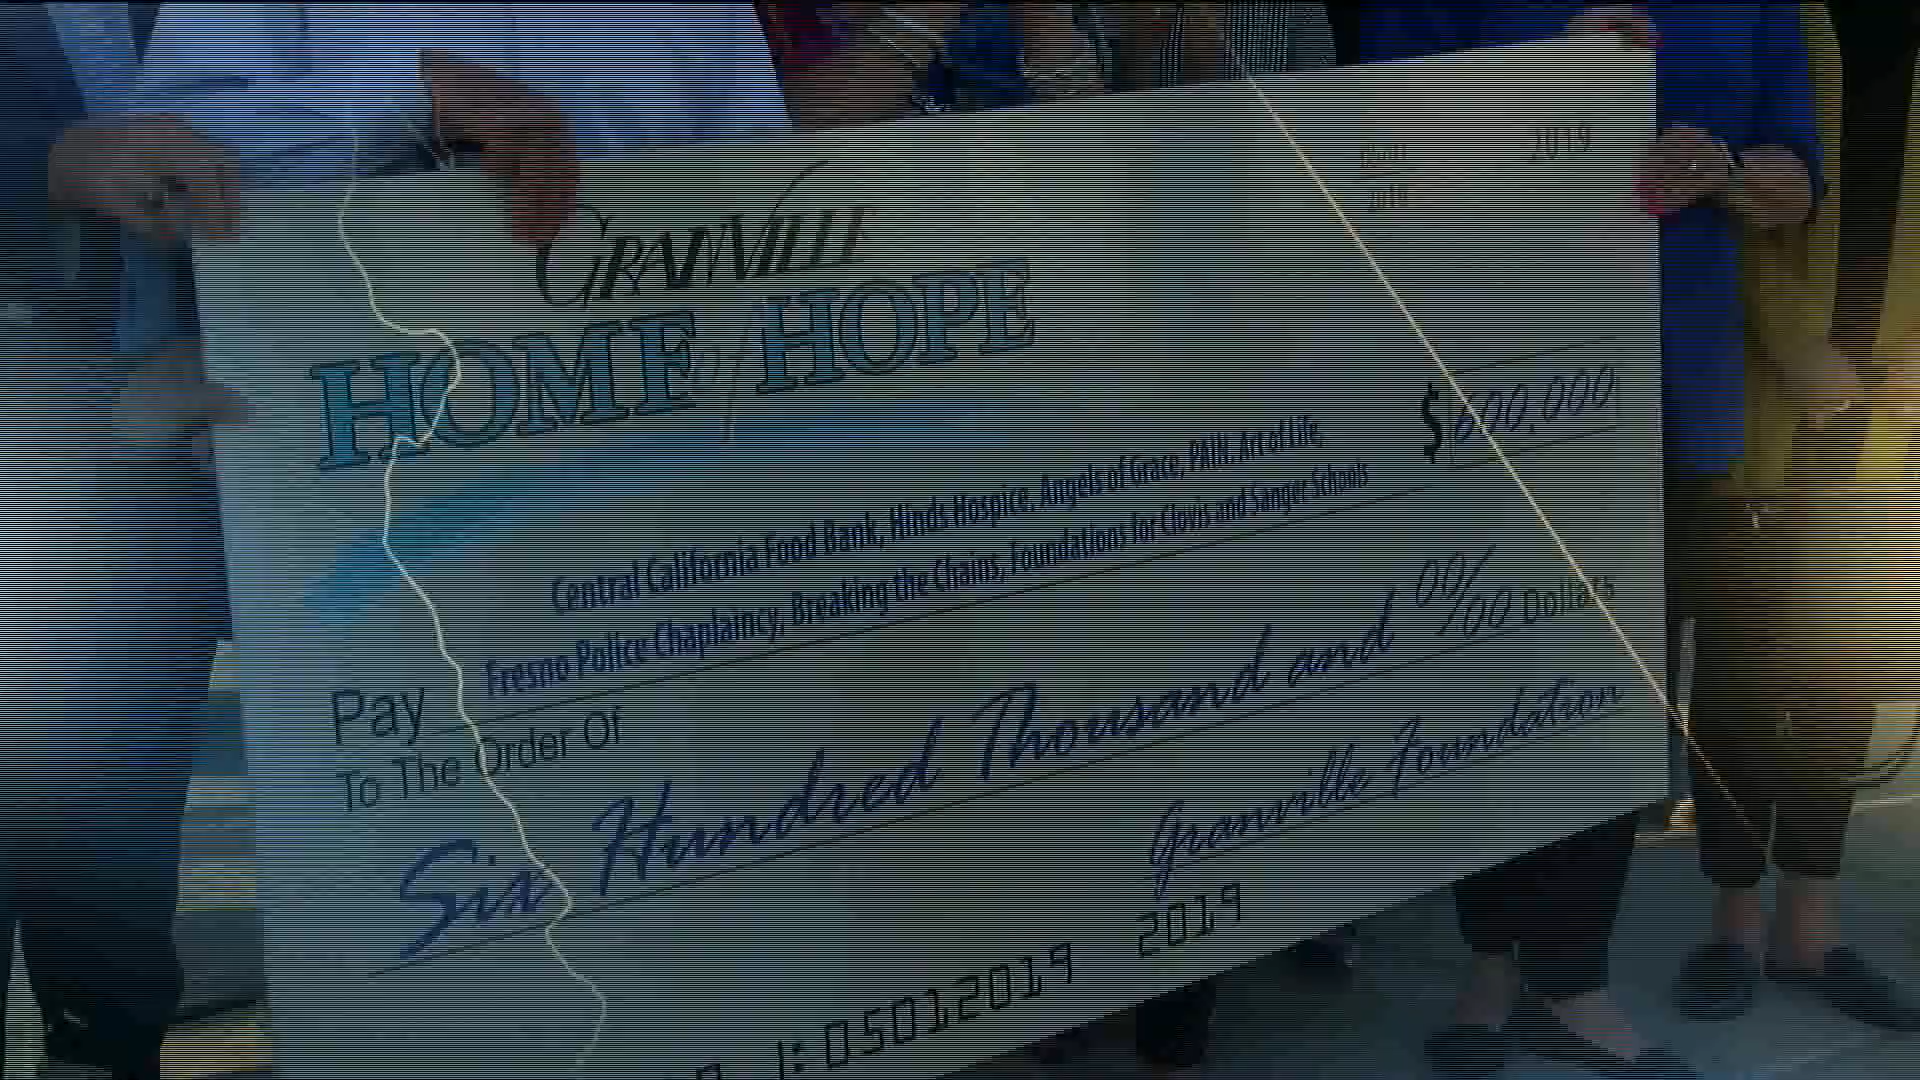 2019
2019
GRANVILLE
HOME of HOPE
$ 600,000
Central California Food Bank, Hinds Hospice, Angels of Grace, PAIN, Art of Life,
Fresno Police Chaplaincy, Breaking the Chains, Foundations for Clovis and Sanger Schools
Pay
To The Order Of
Six Hundred Thousand and 00/00 Dollars
Granville Foundation
1:05012019 2019